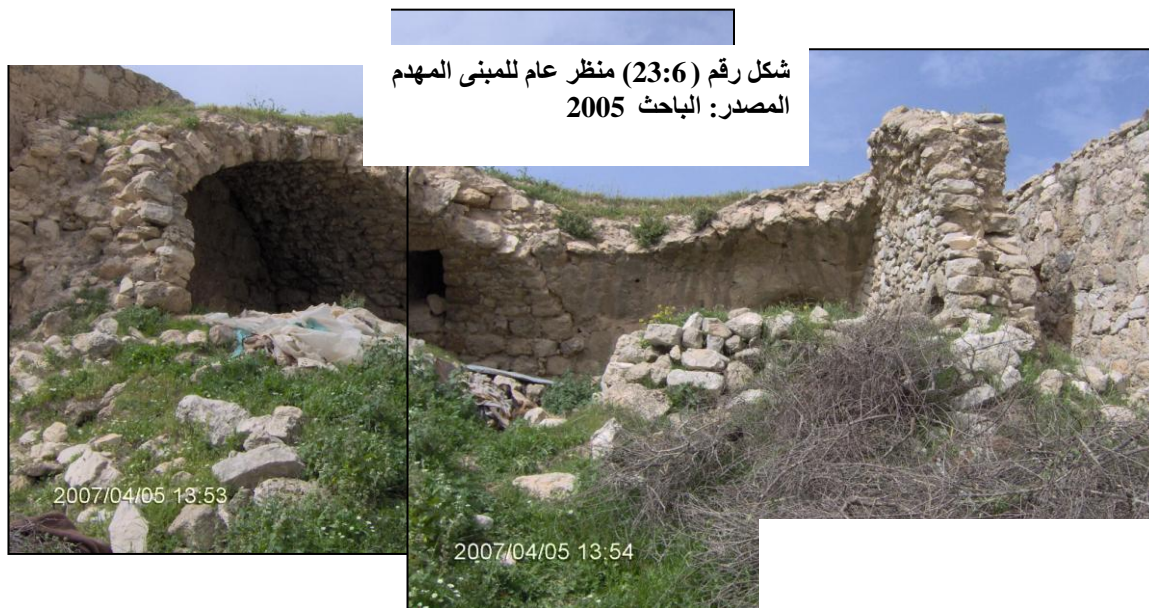 شكل رقم (23:6) منظر عام للمبنى المهدم
المصدر: الباحث 2005
2007/04/05 13:53
2007/04/05 13:54